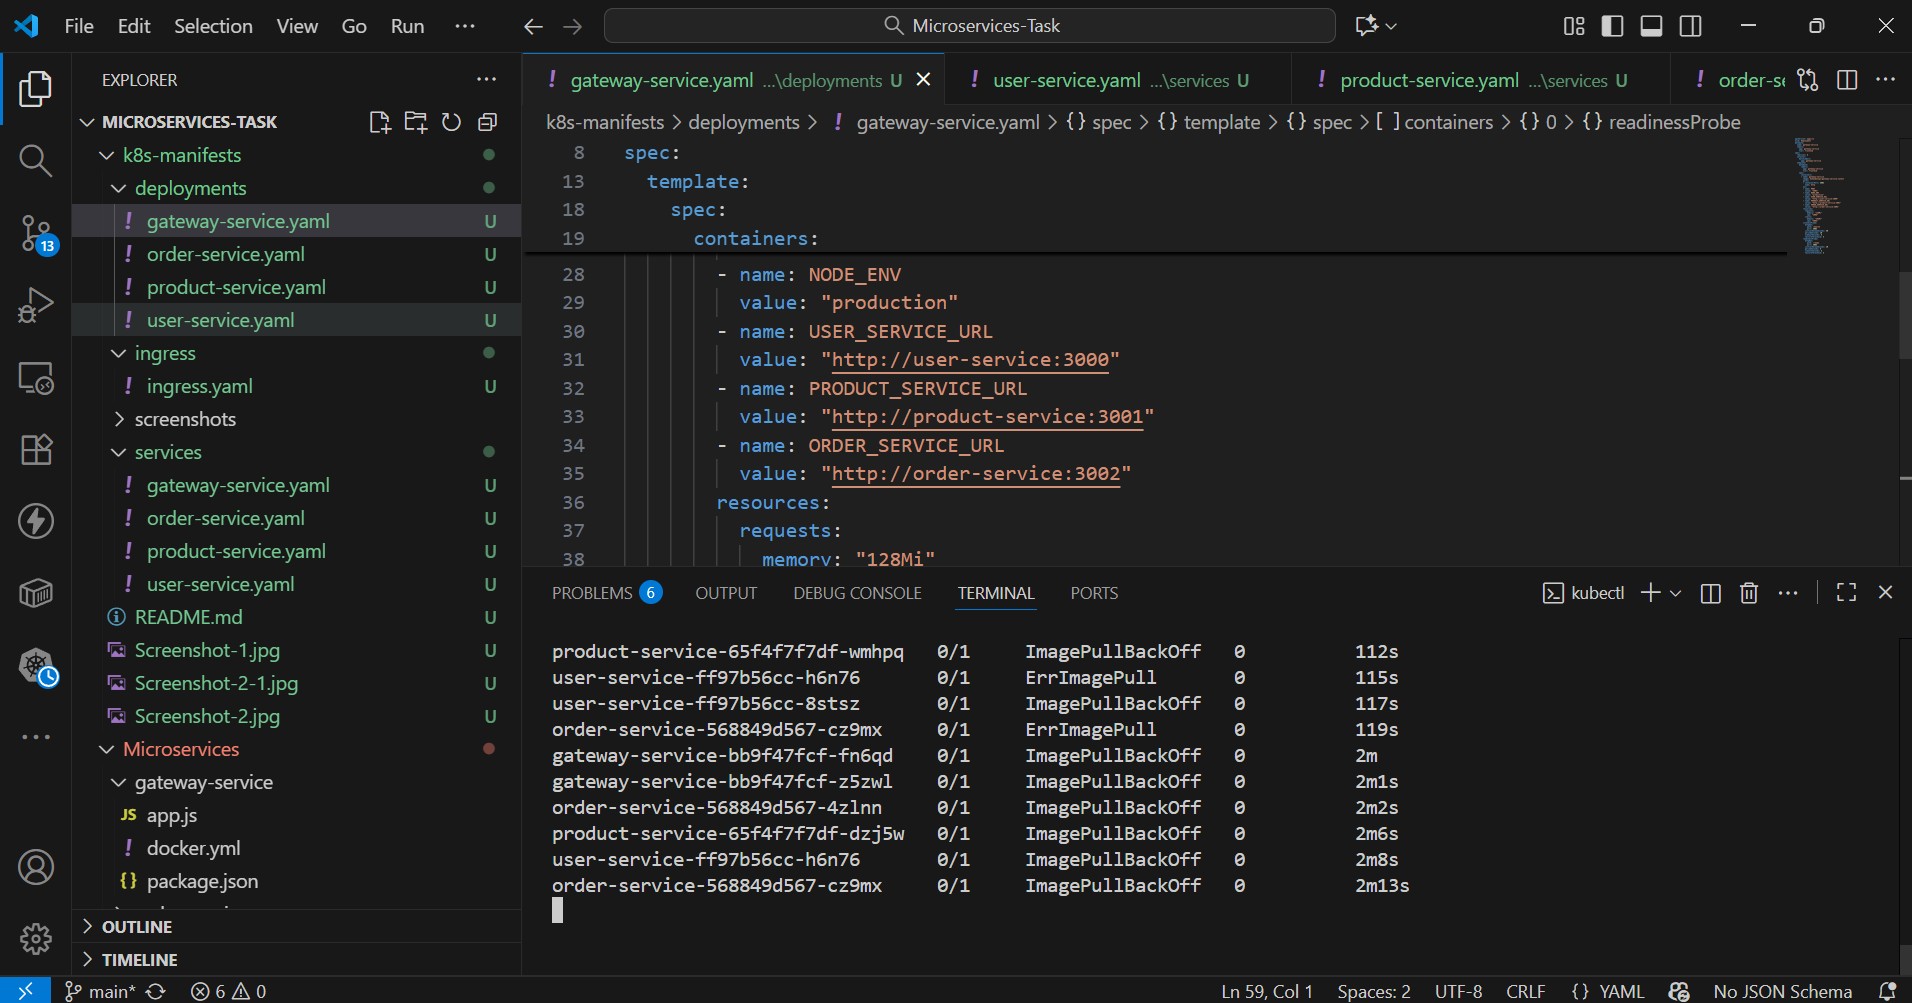 File Edit Selection View Go Run ···
Microservices-Task
EXPLORER
MICROSERVICES-TASK
k8s-manifests
deployments
! gateway-service.yaml U
! order-service.yaml U
! product-service.yaml U
! user-service.yaml U
ingress
! ingress.yaml U
screenshots
services
! gateway-service.yaml U
! order-service.yaml U
! product-service.yaml U
! user-service.yaml U
README.md U
Screenshot-1.jpg U
Screenshot-2-1.jpg U
Screenshot-2.jpg U
Microservices
gateway-service
JS app.js
! docker.yml
{} package.json
OUTLINE
TIMELINE
13
! gateway-service.yaml ...\deployments U
! user-service.yaml ...\services U
! product-service.yaml ...\services U
! order-se
k8s-manifests > deployments > ! gateway-service.yaml > {} spec > {} template > {} spec > [ ] containers > {} 0 > {} readinessProbe
8 spec:
13 template:
18 spec:
19 containers:
28 - name: NODE_ENV
29 value: "production"
30 - name: USER_SERVICE_URL
31 value: "http://user-service:3000"
32 - name: PRODUCT_SERVICE_URL
33 value: "http://product-service:3001"
34 - name: ORDER_SERVICE_URL
35 value: "http://order-service:3002"
36 resources:
37 requests:
38 memory: "128Mi"
PROBLEMS 6 OUTPUT DEBUG CONSOLE TERMINAL PORTS
kubectl
product-service-65f4f7f7df-wmhpq 0/1 ImagePullBackOff 0 112s
user-service-ff97b56cc-h6n76 0/1 ErrImagePull 0 115s
user-service-ff97b56cc-8stsz 0/1 ImagePullBackOff 0 117s
order-service-568849d567-cz9mx 0/1 ErrImagePull 0 119s
gateway-service-bb9f47fcf-fn6qd 0/1 ImagePullBackOff 0 2m
gateway-service-bb9f47fcf-z5zwl 0/1 ImagePullBackOff 0 2m1s
order-service-568849d567-4zlnn 0/1 ImagePullBackOff 0 2m2s
product-service-65f4f7f7df-dzj5w 0/1 ImagePullBackOff 0 2m6s
user-service-ff97b56cc-h6n76 0/1 ImagePullBackOff 0 2m8s
order-service-568849d567-cz9mx 0/1 ImagePullBackOff 0 2m13s
main* 6 0
Ln 59, Col 1 Spaces: 2 UTF-8 CRLF {} YAML No JSON Schema